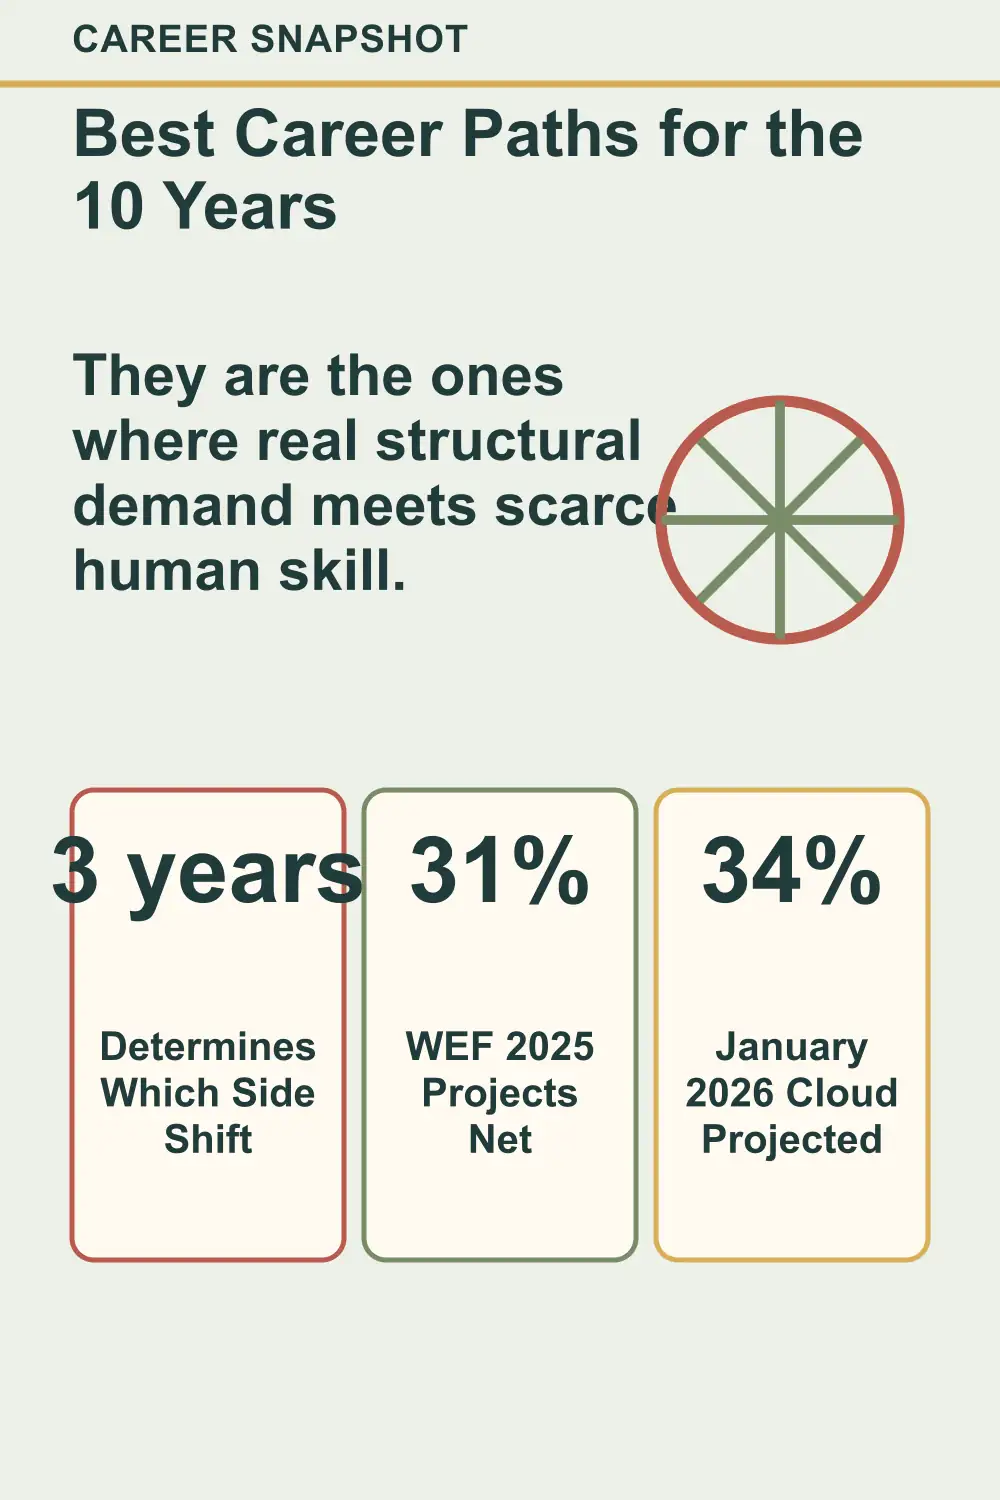 CAREER SNAPSHOT
Best Career Paths for the
10 Years
They are the ones
where real structural
demand meets scarce
human skill.
3 years
Determines
Which Side
Shift
31%
WEF 2025
Projects
Net
34%
January
2026 Cloud
Projected